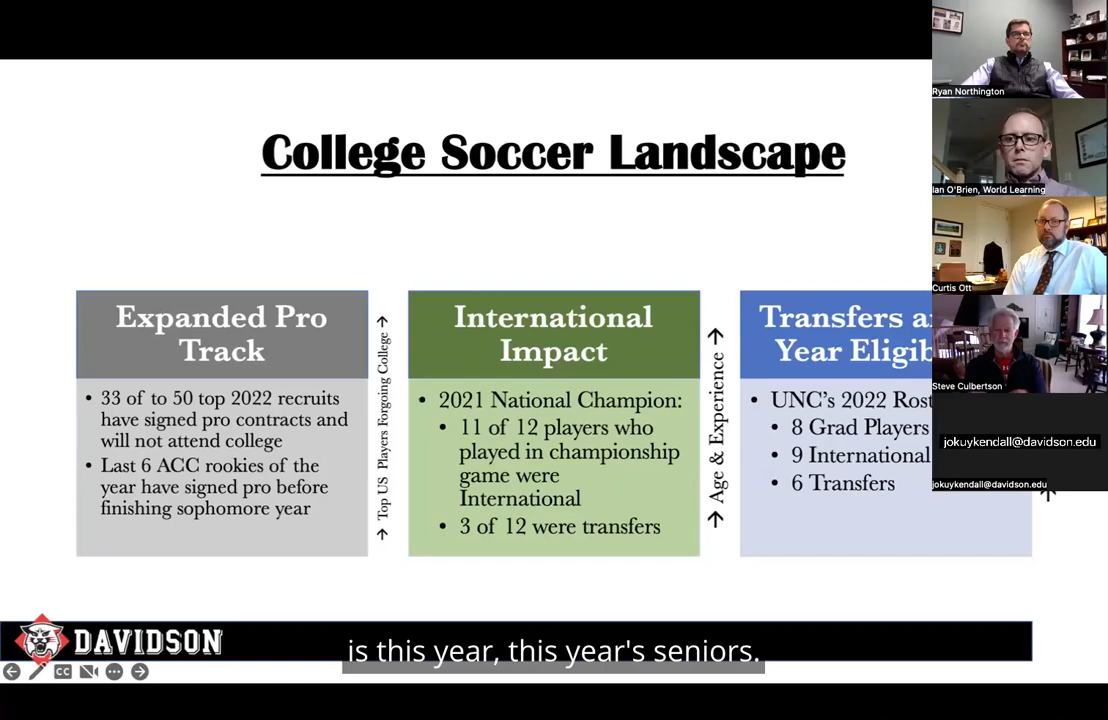 College Soccer Landscape
Expanded Pro
Track
• 33 of to 50 top 2022 recruits
have signed pro contracts and
will not attend college
• Last 6 ACC rookies of the
year have signed pro before
finishing sophomore year
Top US Players Forgoing College
International
Impact
• 2021 National Champion:
• 11 of 12 players who
played in championship
game were
International
• 3 of 12 were transfers
Age & Experience
Transfers
Year
• UNC's 2022
• 8 Grad Players
• 9 International
• 6 Transfers
Ryan Northington
Ian O'Brien, World Learning
Curtis Ott
Steve Culbertson
jokuykendall@davidson.edu
jokuykendall@davidson.edu
DAVIDSON
CC
is this year, this year's seniors.